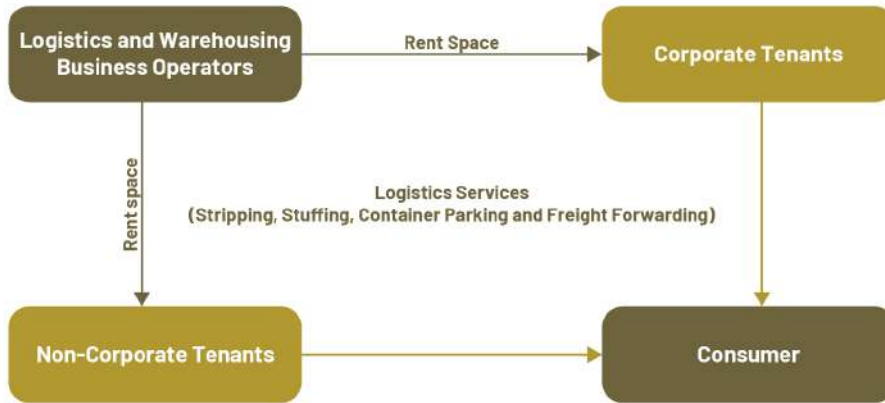 Logistics and Warehousing
Business Operators
Rent Space
Corporate Tenants
Rent space
Logistics Services
(Stripping, Stuffing, Container Parking and Freight Forwarding)
Non-Corporate Tenants
Consumer